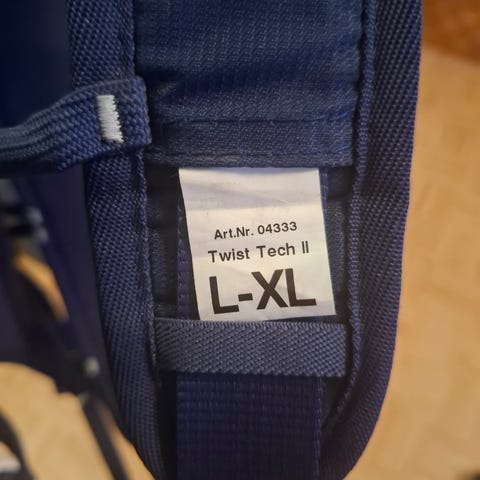 Art.Nr. 04333
Twist Tech II
L-XL